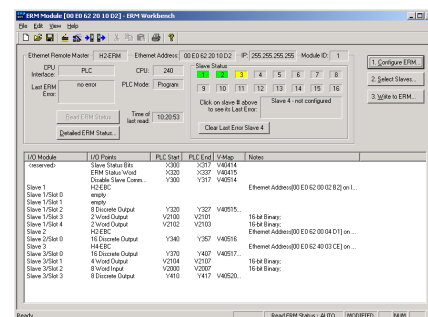 ERM Module [00 E0 62 20 10 D2] - ERM Workbench
File Edit View Help
Ethernet Remote Master H2-ERM Ethernet Address: 00 E0 62 20 10 D2 IP: 255.255.255.255 Module ID: 1
CPU Interface: PLC CPU: 240
Last ERM Error: no error PLC Mode: Program
Read ERM Status Time of last read: 10:20:53
Detailed ERM Status...
Slave Status
1 2 3 4 5 6 7 8
9 10 11 12 13 14 15 16
Click on slave # above to see its Last Error: Slave 4 - not configured
Clear Last Error Slave 4
1. Configure ERM...
2. Select Slaves...
3. Write to ERM...
I/O Module I/O Points PLC Start PLC End V-Map Notes
(reserved) Slave Status Bits X300 X317 V40414
ERM Status Word X320 X337 V40415
Disable Slave Comm... Y300 Y317 V40514
Slave 1 H2-EBC Ethernet Address[00 E0 62 00 02 B2] on I...
Slave 1/Slot 0 empty
Slave 1/Slot 1 empty
Slave 1/Slot 2 8 Discrete Output Y320 Y327 V40515...
Slave 1/Slot 3 2 Word Output V2100 V2101 16-bit Binary;
Slave 1/Slot 4 2 Word Output V2102 V2103 16-bit Binary;
Slave 2 H2-EBC Ethernet Address[00 E0 62 00 04 D1] on ...
Slave 2/Slot 0 16 Discrete Output Y340 Y357 V40516
Slave 3 H4-EBC Ethernet Address[00 E0 62 40 03 CE] on ...
Slave 3/Slot 0 16 Discrete Output X370 Y407 V40517...
Slave 3/Slot 1 4 Word Output V2104 V2107 16-bit Binary;
Slave 3/Slot 2 8 Word Input V2000 V2007 16-bit Binary;
Slave 3/Slot 3 8 Discrete Output Y410 Y417 V40520...
Ready Read ERM Status : AUTO MODIFIED NUM